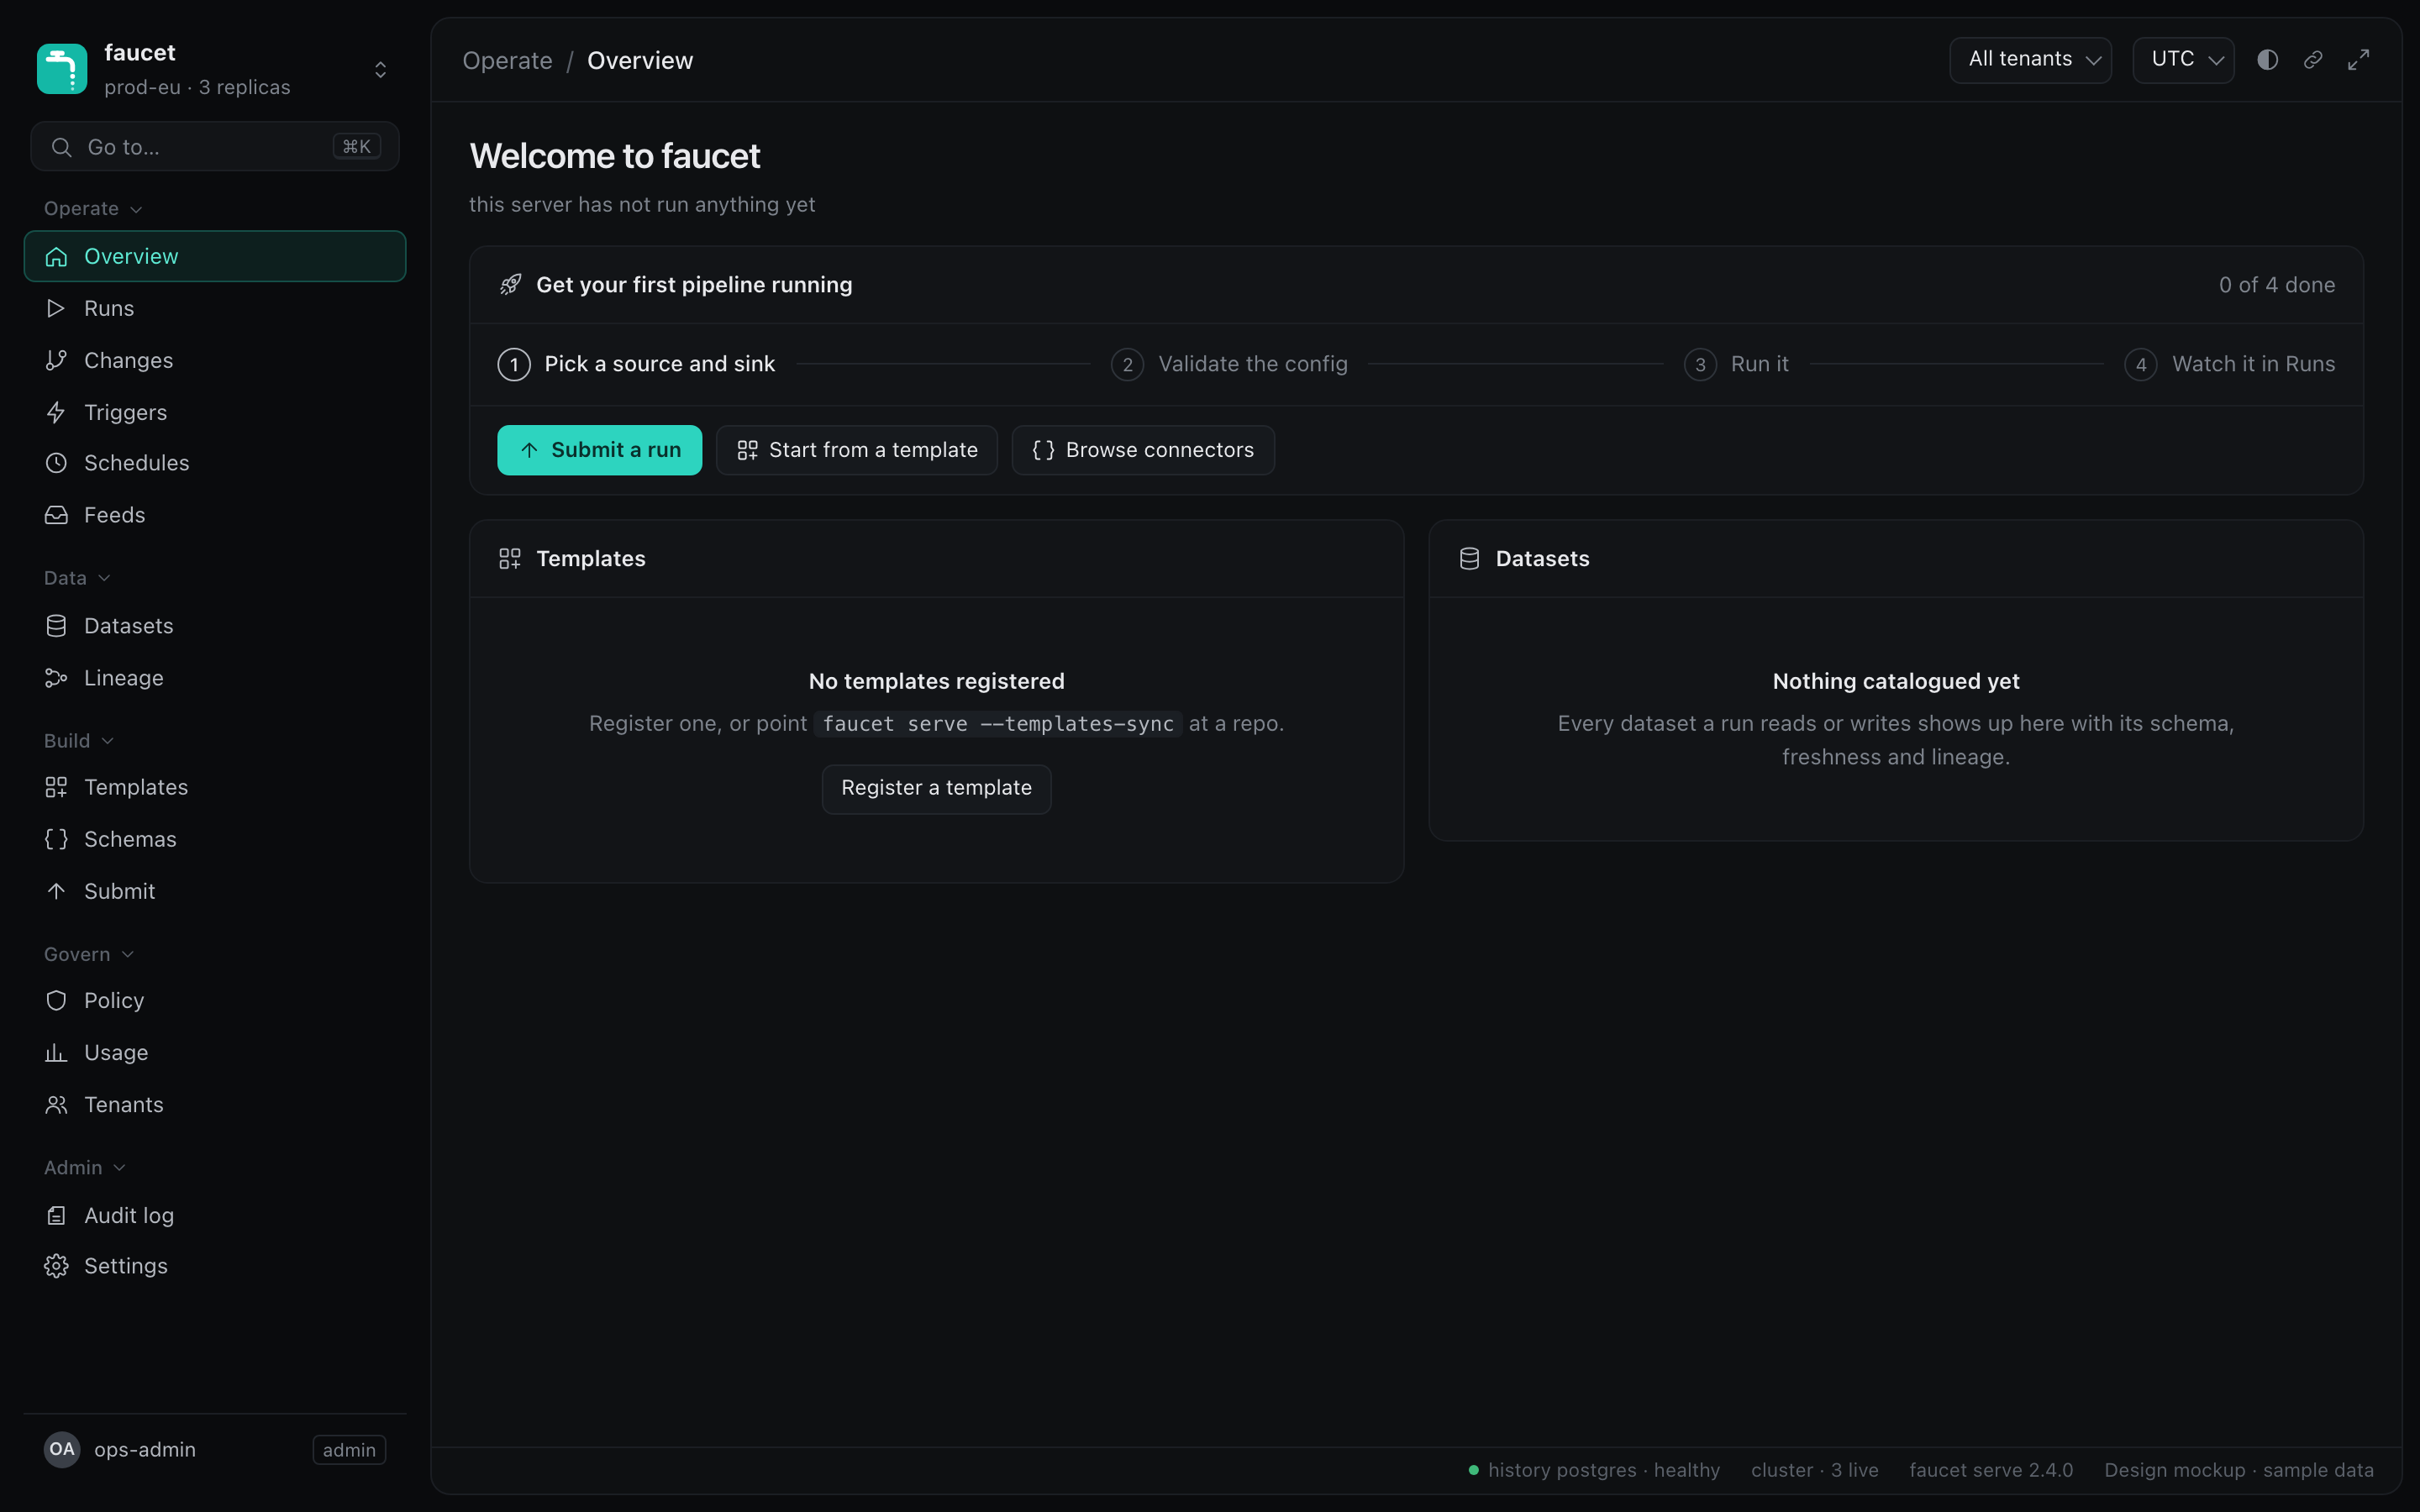 faucet
prod-eu · 3 replicas
Go to...
⌘K
Operate
Overview
Runs
Changes
Triggers
Schedules
Feeds
Data
Datasets
Lineage
Build
Templates
Schemas
Submit
Govern
Policy
Usage
Tenants
Admin
Audit log
Settings
OA ops-admin admin
Operate / Overview
All tenants
UTC
Welcome to faucet
this server has not run anything yet
Get your first pipeline running
0 of 4 done
1 Pick a source and sink
2 Validate the config
3 Run it
4 Watch it in Runs
Submit a run
Start from a template
Browse connectors
Templates
No templates registered
Register one, or point faucet serve --templates-sync at a repo.
Register a template
Datasets
Nothing catalogued yet
Every dataset a run reads or writes shows up here with its schema,
freshness and lineage.
history postgres · healthy
cluster · 3 live
faucet serve 2.4.0
Design mockup · sample data